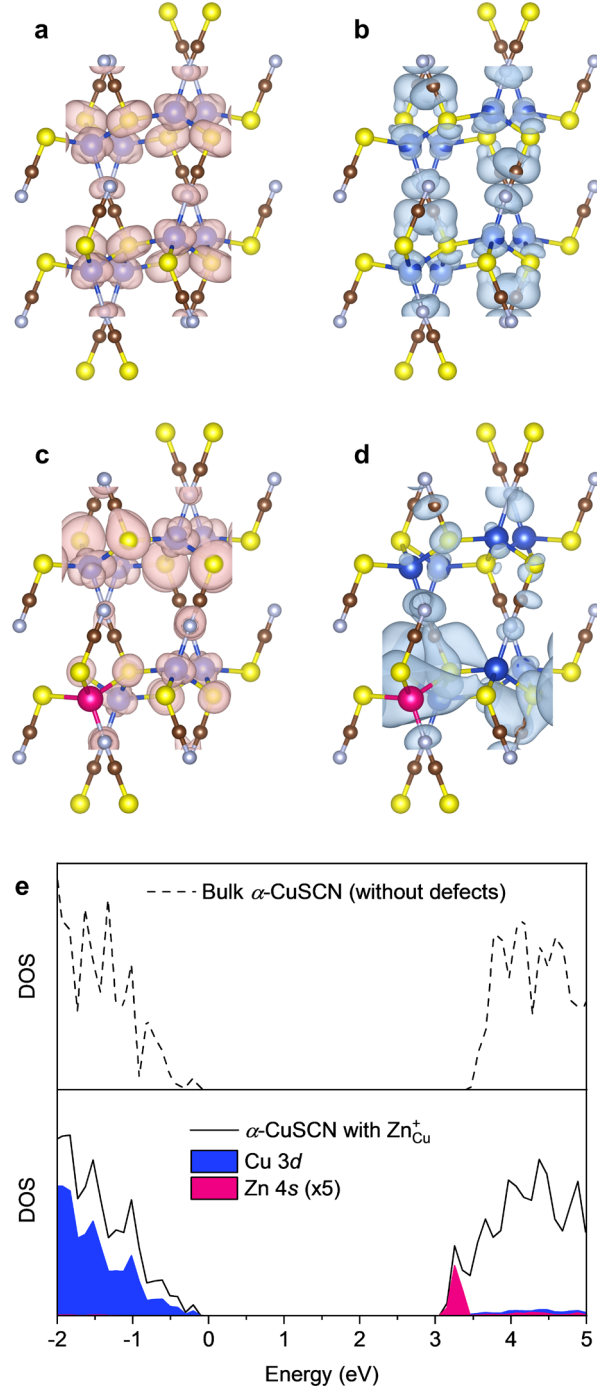 a
b
c
d
e
Bulk α-CuSCN (without defects)
DOS
α-CuSCN with Zn⁺Cu
Cu 3d
Zn 4s (x5)
DOS
-2 -1 0 1 2 3 4 5
Energy (eV)